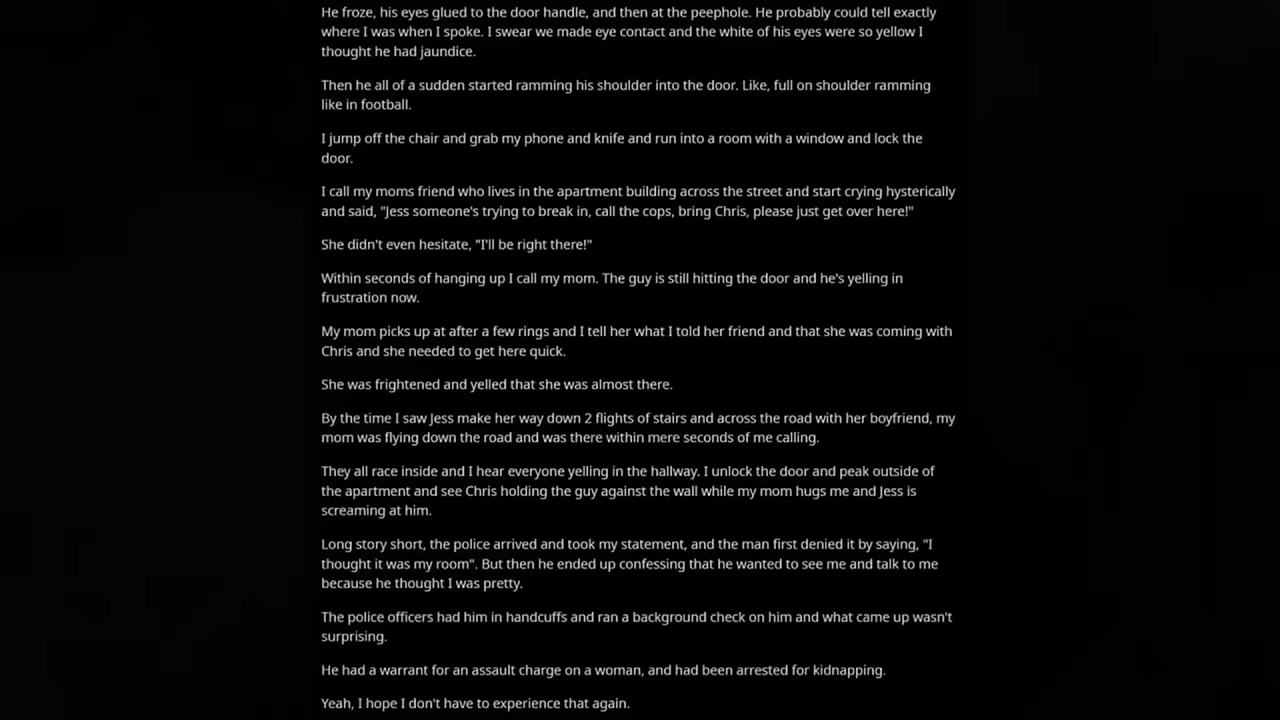 He froze, his eyes glued to the door handle, and then at the peephole. He probably could tell exactly
where I was when I spoke. I swear we made eye contact and the white of his eyes were so yellow I
thought he had jaundice.
Then he all of a sudden started ramming his shoulder into the door. Like, full on shoulder ramming
like in football.
I jump off the chair and grab my phone and knife and run into a room with a window and lock the
door.
I call my moms friend who lives in the apartment building across the street and start crying hysterically
and said, "Jess someone's trying to break in, call the cops, bring Chris, please just get over here!"
She didn't even hesitate, "I'll be right there!"
Within seconds of hanging up I call my mom. The guy is still hitting the door and he's yelling in
frustration now.
My mom picks up at after a few rings and I tell her what I told her friend and that she was coming with
Chris and she needed to get here quick.
She was frightened and yelled that she was almost there.
By the time I saw Jess make her way down 2 flights of stairs and across the road with her boyfriend, my
mom was flying down the road and was there within mere seconds of me calling.
They all race inside and I hear everyone yelling in the hallway. I unlock the door and peak outside of
the apartment and see Chris holding the guy against the wall while my mom hugs me and Jess is
screaming at him.
Long story short, the police arrived and took my statement, and the man first denied it by saying, "I
thought it was my room". But then he ended up confessing that he wanted to see me and talk to me
because he thought I was pretty.
The police officers had him in handcuffs and ran a background check on him and what came up wasn't
surprising.
He had a warrant for an assault charge on a woman, and had been arrested for kidnapping.
Yeah, I hope I don't have to experience that again.